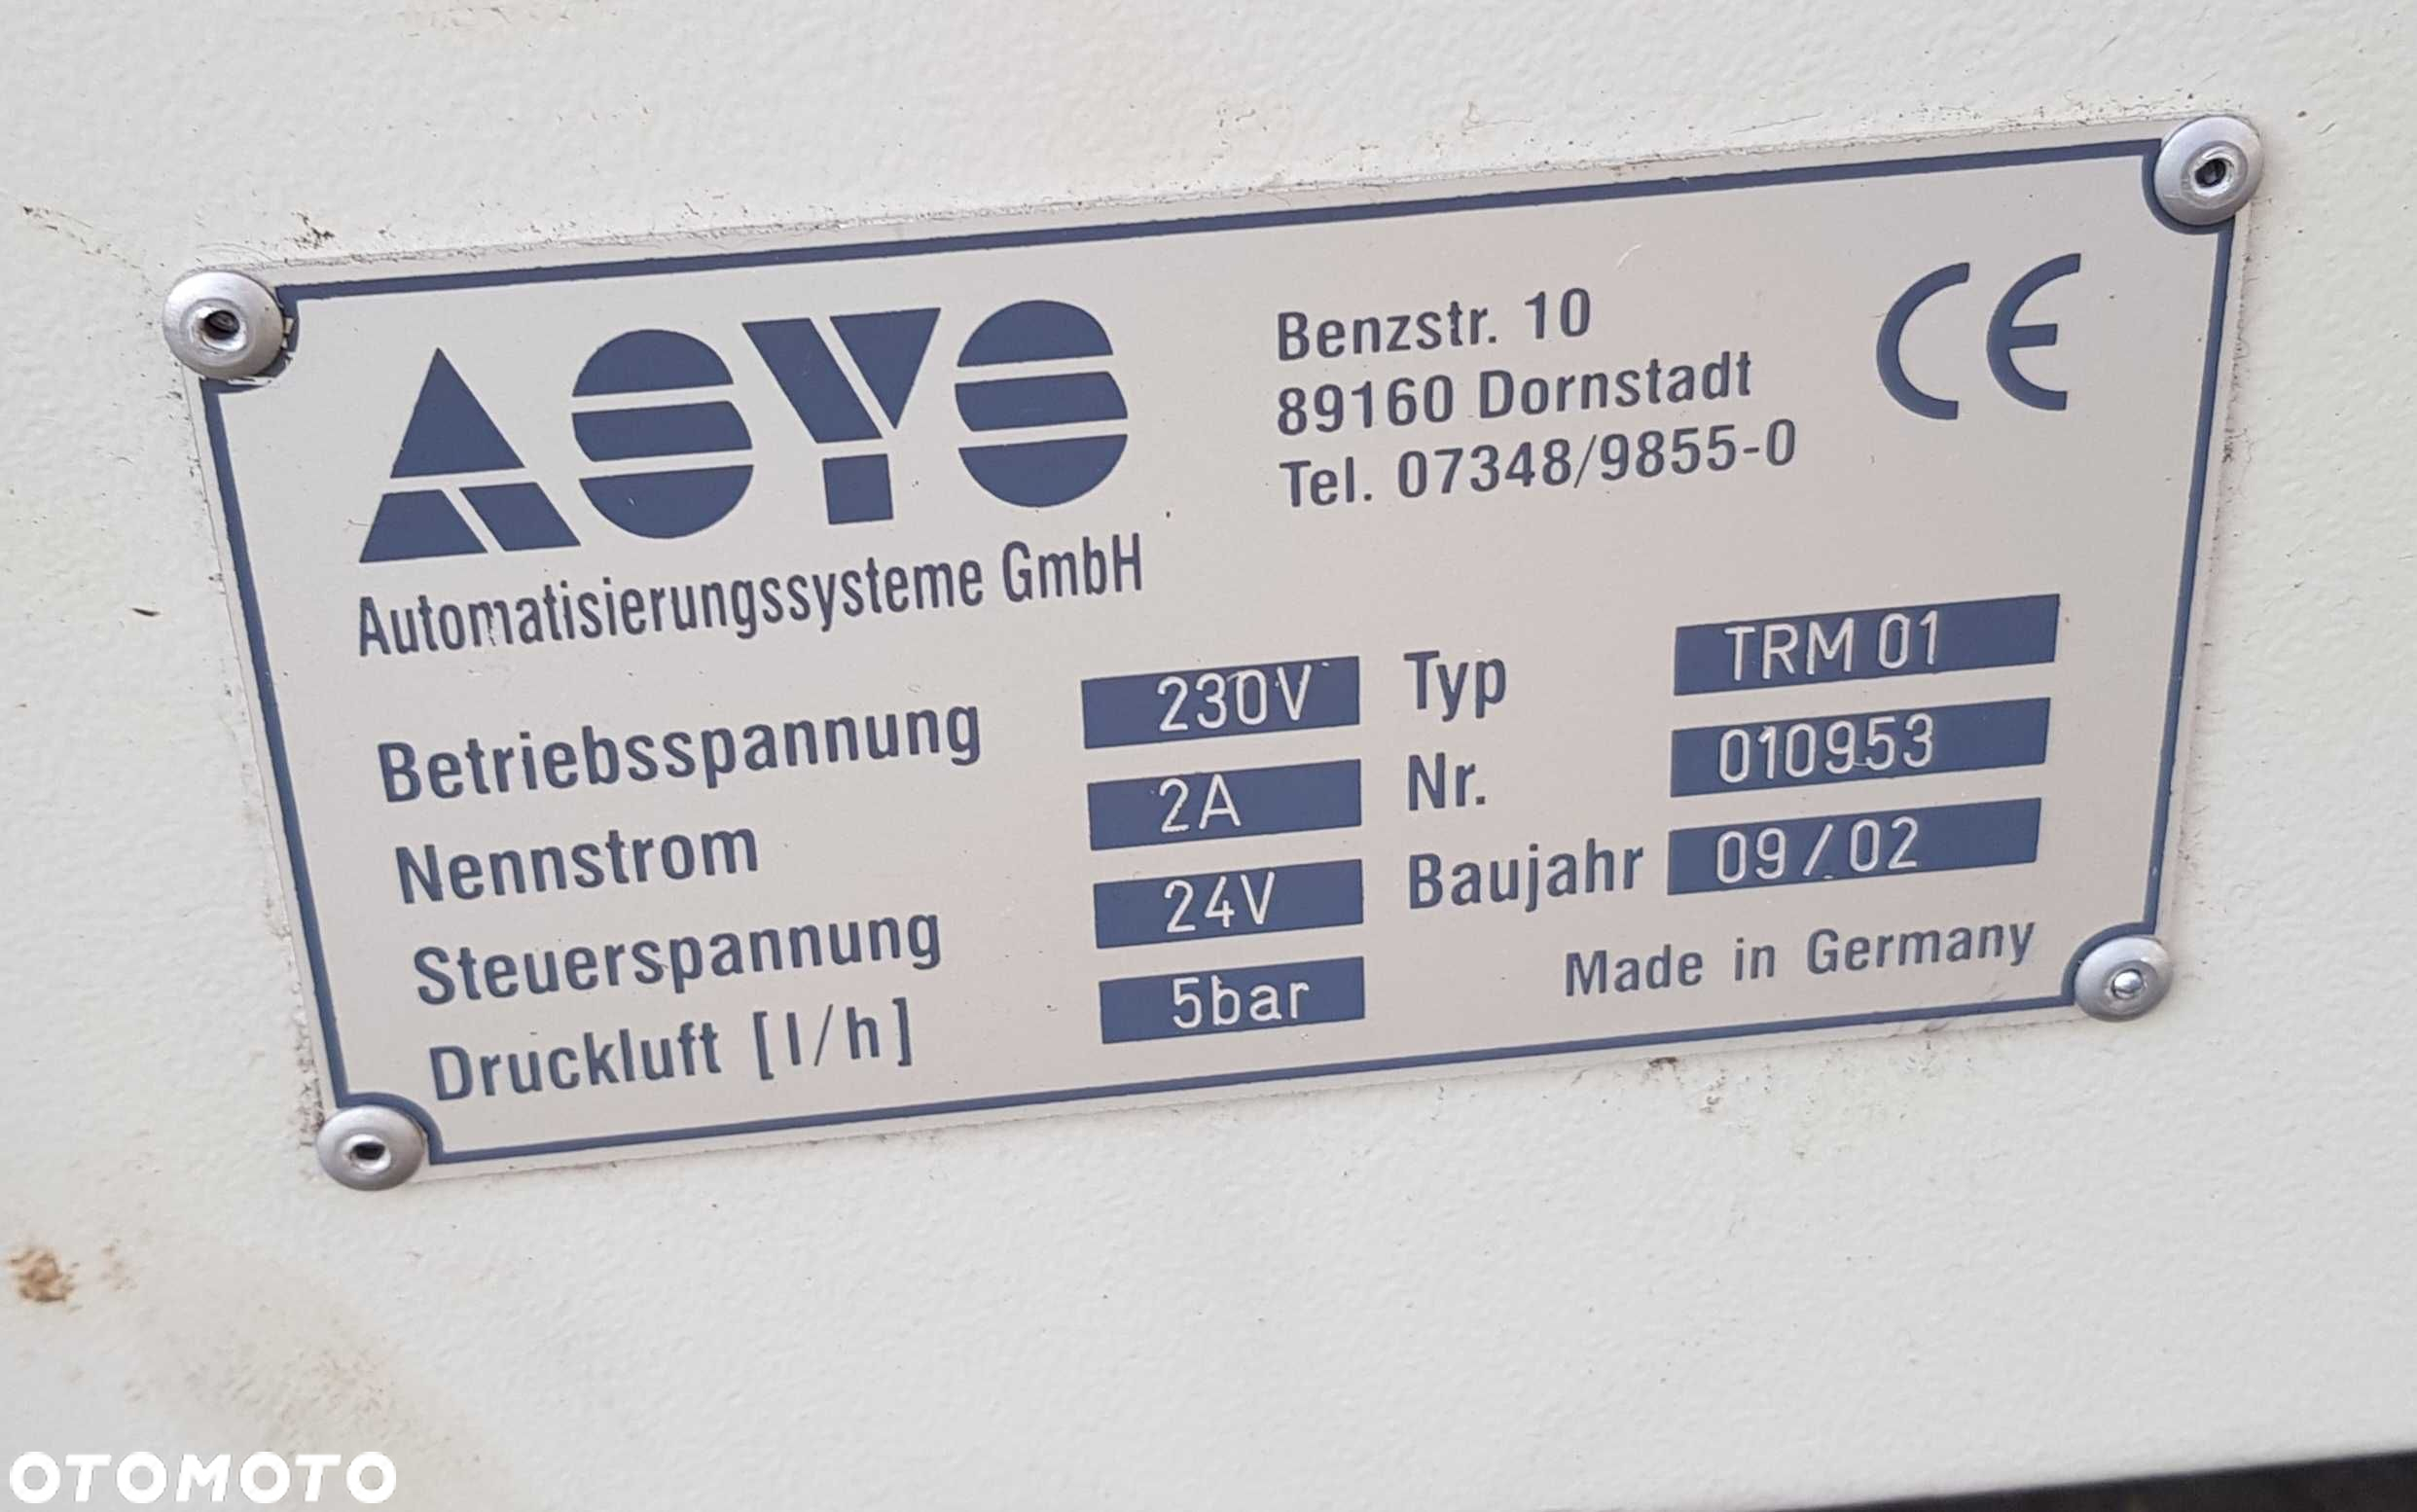 ASYS
Automatisierungssysteme GmbH
Benzstr. 10
89160 Dornstadt
Tel. 07348/9855-0
CE
Betriebsspannung 230V
Nennstrom 2A
Steuerspannung 24V
Druckluft [l/h] 5bar
Typ TRM 01
Nr. 010953
Baujahr 09/02
Made in Germany
OTOMOTO